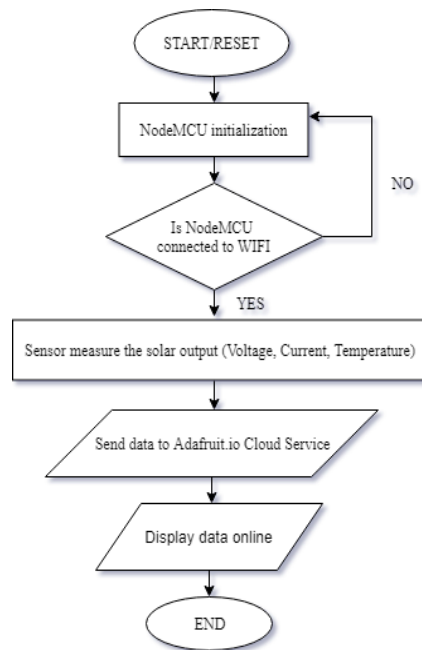 START/RESET
NodeMCU initialization
NO
Is NodeMCU
connected to WIFI
YES
Sensor measure the solar output (Voltage, Current, Temperature)
Send data to Adafruit.io Cloud Service
Display data online
END